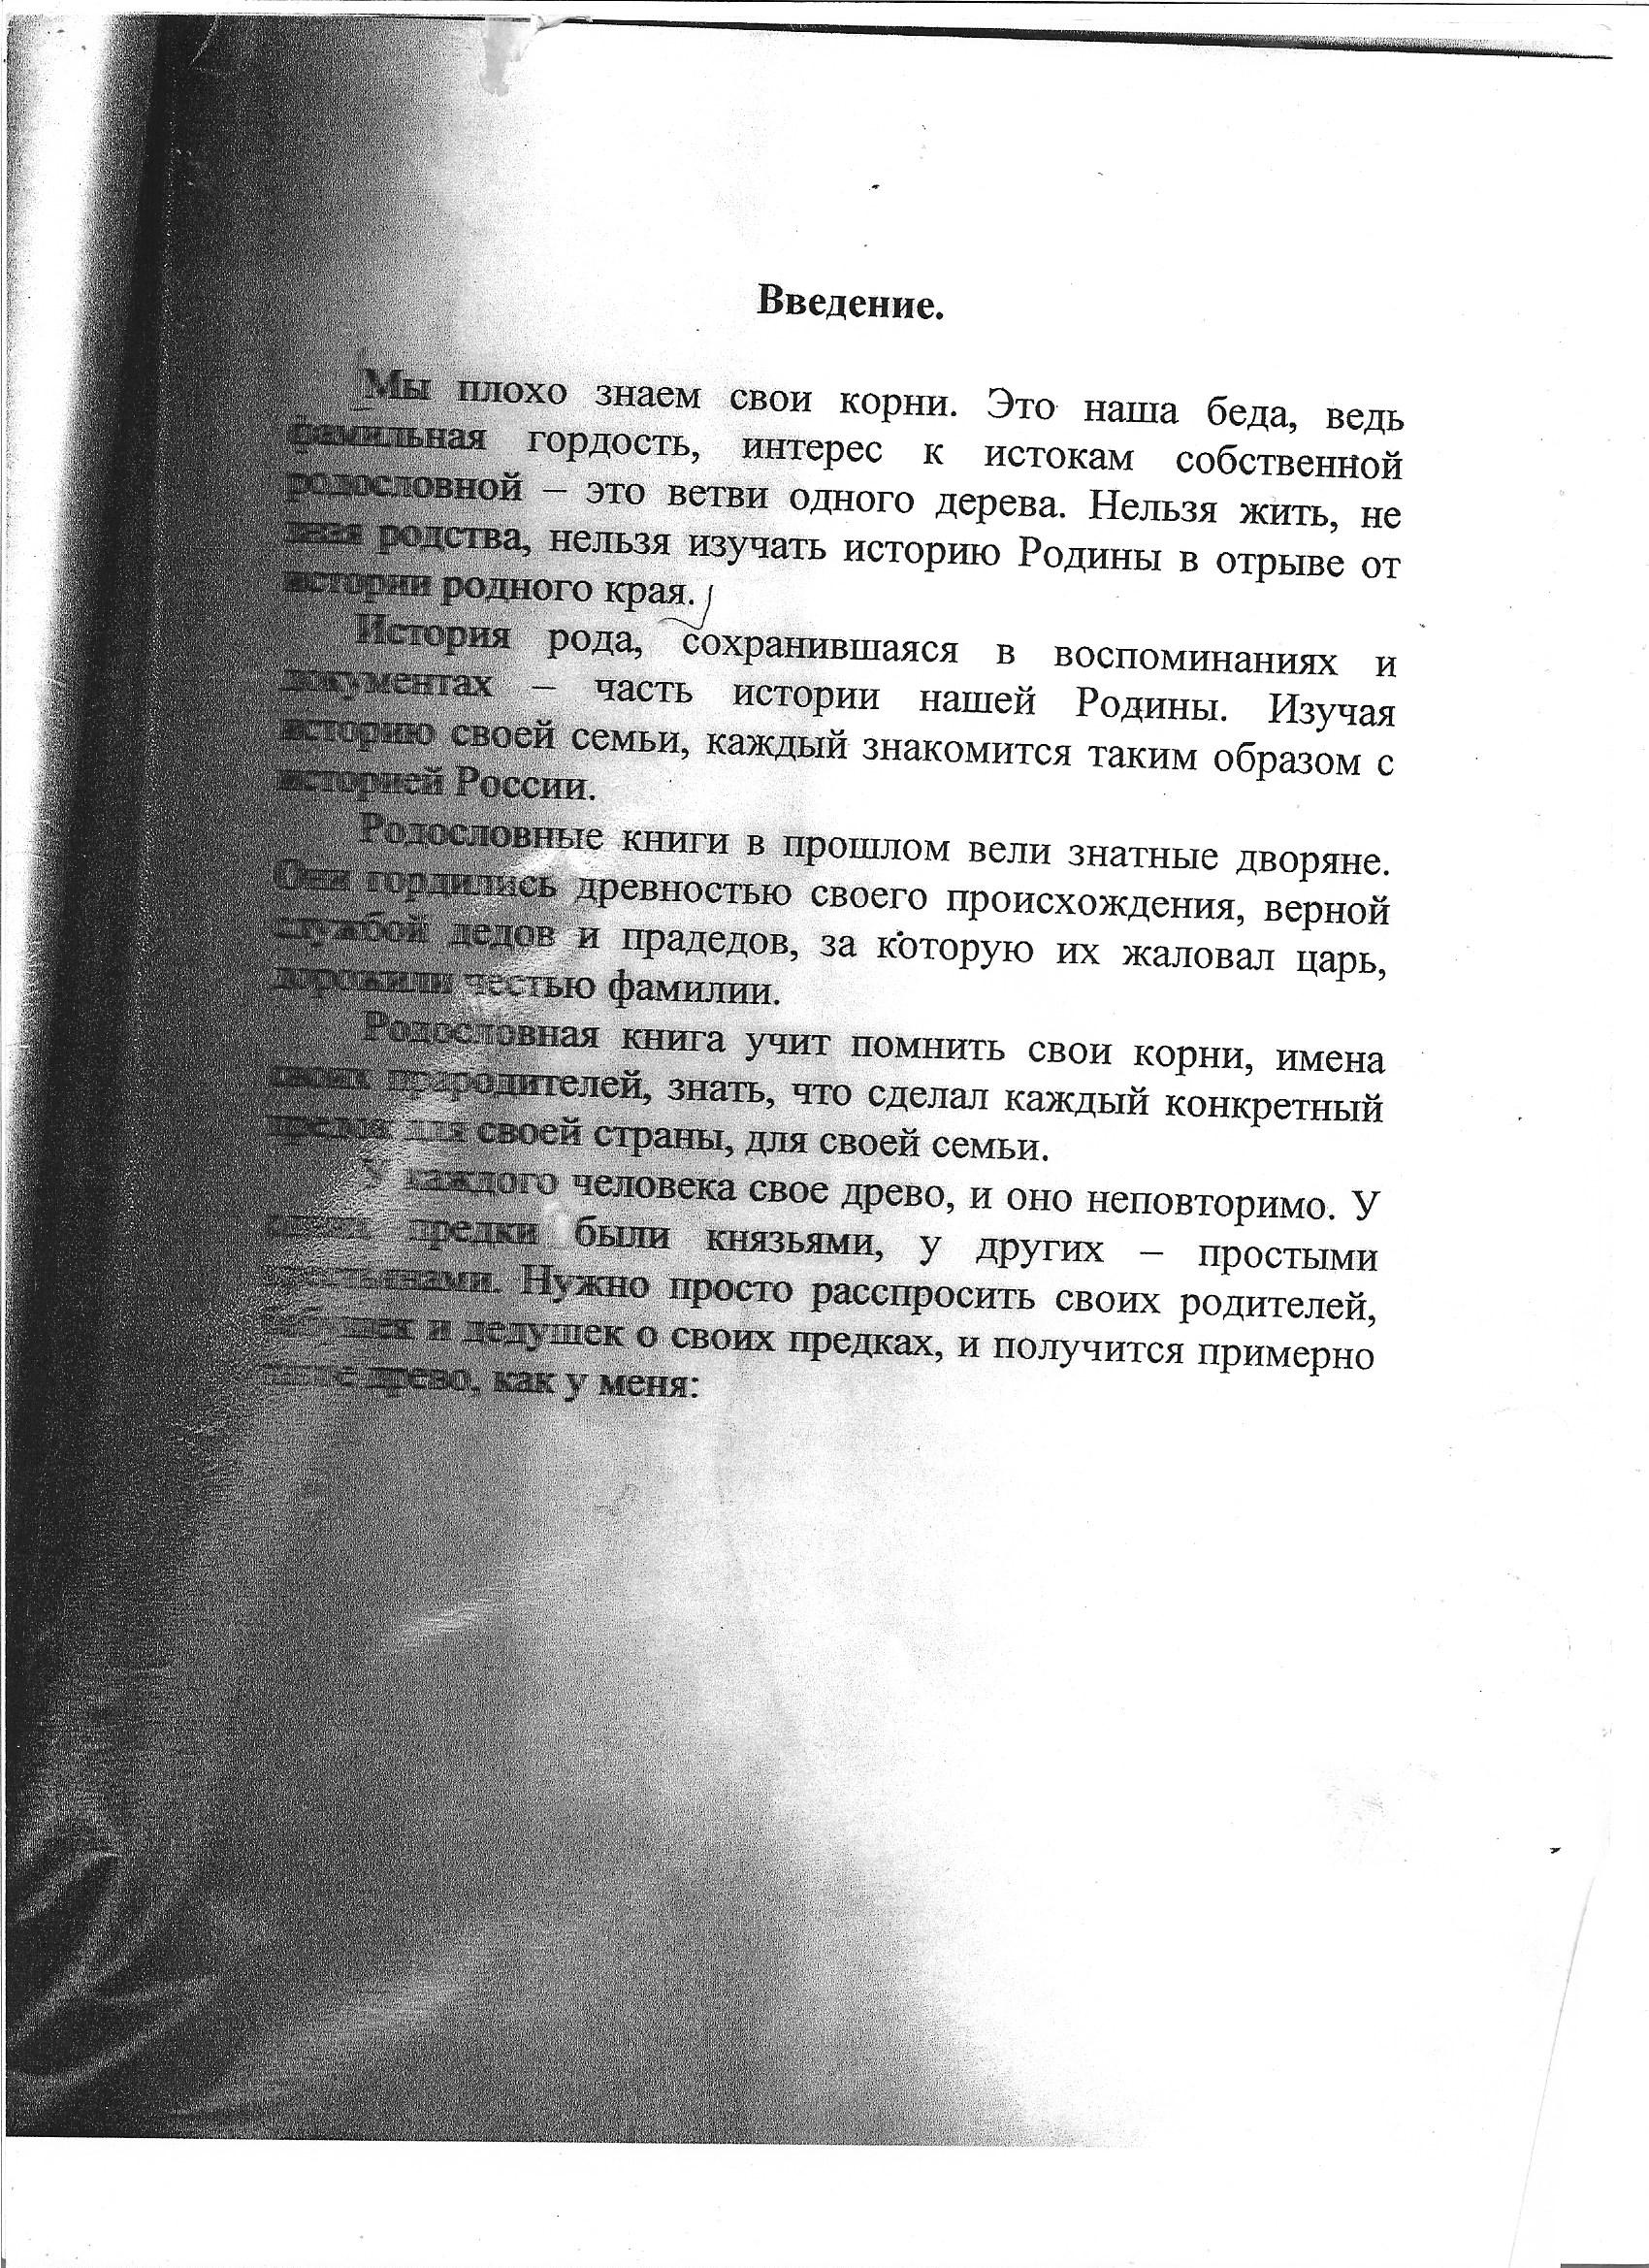 Введение.
Мы плохо знаем свои корни. Это наша беда, ведь
фамильная гордость, интерес к истокам собственной
родословной – это ветви одного дерева. Нельзя жить, не
зная родства, нельзя изучать историю Родины в отрыве от
истории родного края.
История рода, сохранившаяся в воспоминаниях и
документах – часть истории нашей Родины. Изучая
историю своей семьи, каждый знакомится таким образом с
историей России.
Родословные книги в прошлом вели знатные дворяне.
Они гордились древностью своего происхождения, верной
службой дедов и прадедов, за которую их жаловал царь,
дорожили честью фамилии.
Родословная книга учит помнить свои корни, имена
своих прародителей, знать, что сделал каждый конкретный
предок для своей страны, для своей семьи.
У каждого человека свое древо, и оно неповторимо. У
предки были князьями, у других – простыми
крестьянами. Нужно просто расспросить своих родителей,
бабушек и дедушек о своих предках, и получится примерно
древо, как у меня: